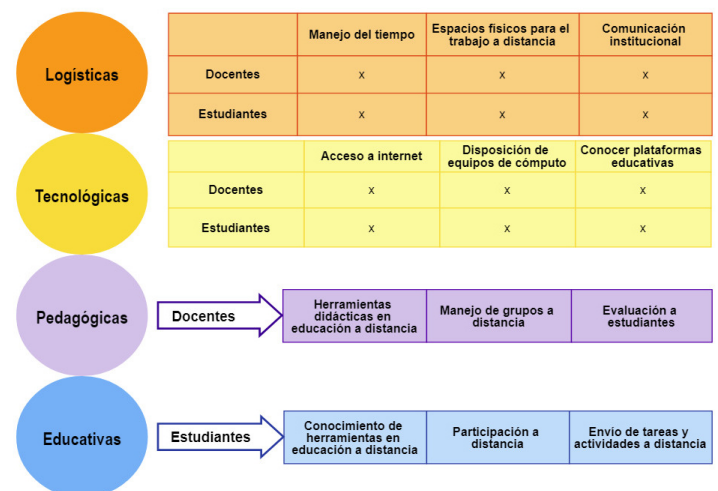 Logísticas
Manejo del tiempo
Espacios físicos para el
trabajo a distancia
Comunicación
institucional
Docentes x x x
Estudiantes x x x
Tecnológicas
Acceso a internet
Disposición de
equipos de cómputo
Conocer plataformas
educativas
Docentes x x x
Estudiantes x x x
Pedagógicas
Docentes
Herramientas
didácticas en
educación a distancia
Manejo de grupos a
distancia
Evaluación a
estudiantes
Educativas
Estudiantes
Conocimiento de
herramientas en
educación a distancia
Participación a
distancia
Envio de tareas y
actividades a distancia